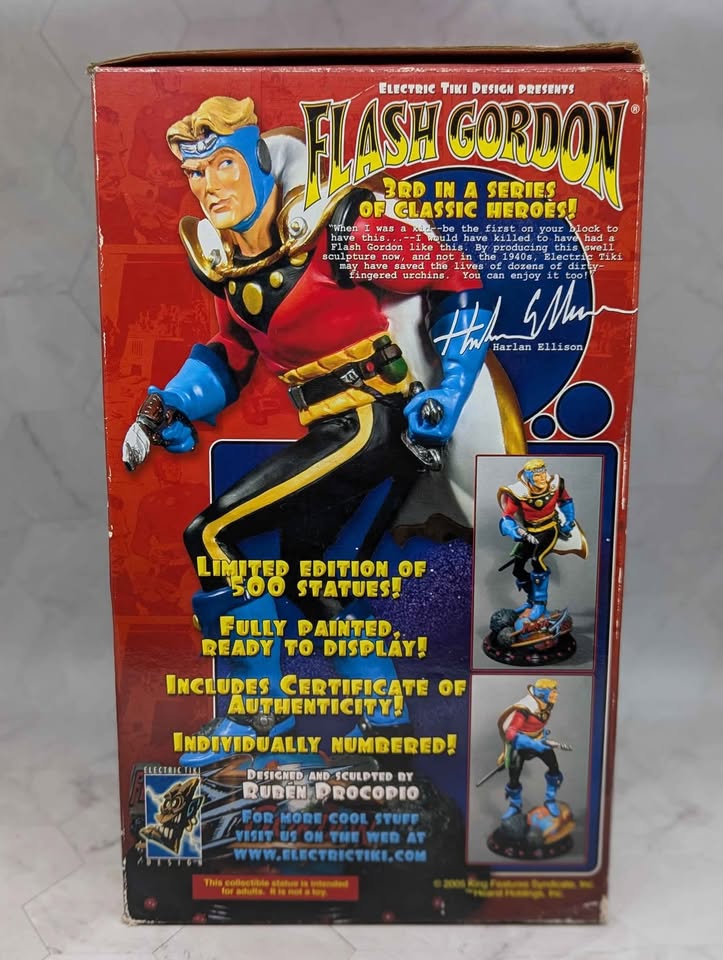 ELECTRIC TIKI DESIGN PRESENTS
FLASH GORDON®
3RD IN A SERIES
OF CLASSIC HEROES!
"When I was a kid--be the first on your block to
have this...--I would have killed to have had a
Flash Gordon like this. By producing this swell
sculpture now, and not in the 1940s, Electric Tiki
may have saved the lives of dozens of dirty-
fingered urchins. You can enjoy it too!"
Harlan Ellison
Harlan Ellison
LIMITED EDITION OF
500 STATUES!
FULLY PAINTED,
READY TO DISPLAY!
INCLUDES CERTIFICATE OF
AUTHENTICITY!
INDIVIDUALLY NUMBERED!
ELECTRIC TIKI
DESIGN
DESIGNED AND SCULPTED BY
RUBÉN PROCOPIO
FOR MORE COOL STUFF
VISIT US ON THE WEB AT
WWW.ELECTRICTIKI.COM
This collectible statue is intended
for adults. It is not a toy.
© 2005 King Features Syndicate, Inc.
™Hearst Holdings, Inc.